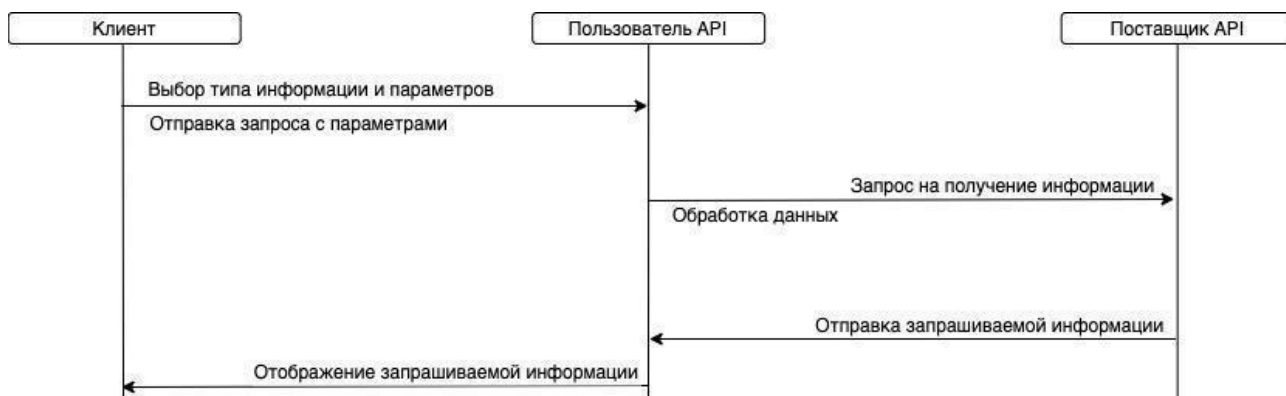 Клиент
Пользователь API
Поставщик API
Выбор типа информации и параметров
Отправка запроса с параметрами
Запрос на получение информации
Обработка данных
Отправка запрашиваемой информации
Отображение запрашиваемой информации